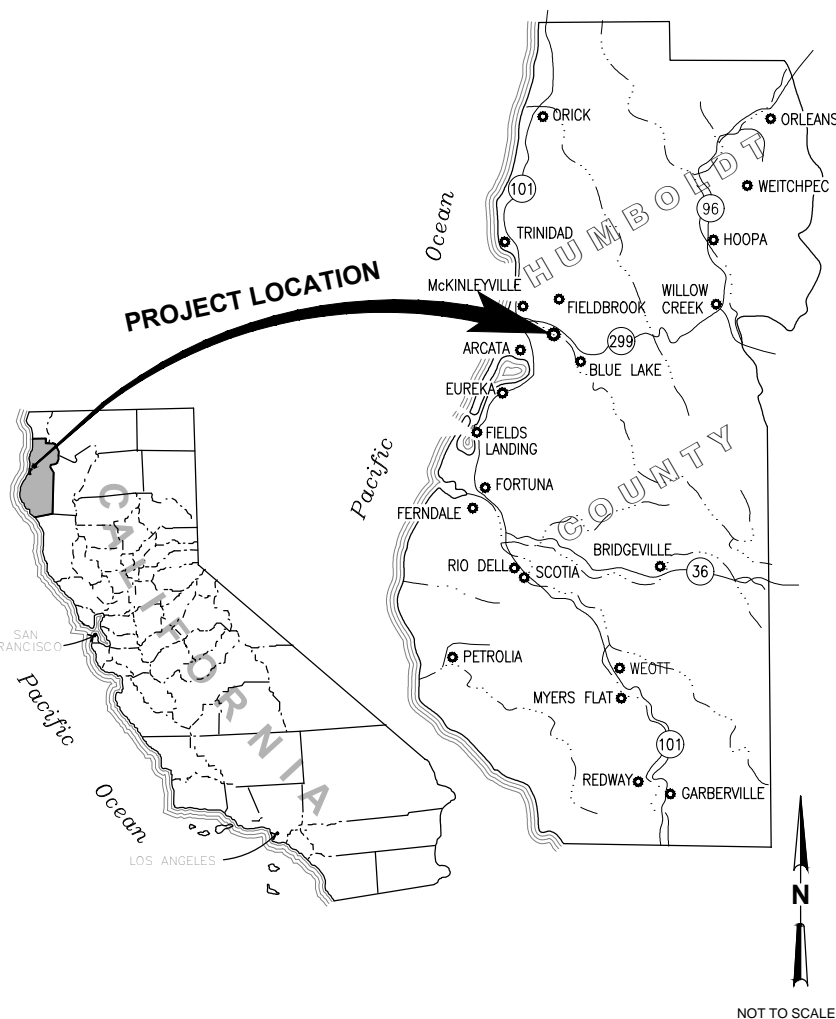 ORICK
ORLEANS
WEITCHPEC
HUMBOLDT
101
96
Ocean
TRINIDAD
HOOPA
PROJECT LOCATION
McKINLEYVILLE
FIELDBROOK
WILLOW
CREEK
299
ARCATA
BLUE LAKE
EUREKA
Pacific
FIELDS
LANDING
COUNTY
FORTUNA
FERNDALE
BRIDGEVILLE
RIO DELL
SCOTIA
36
CALIFORNIA
SAN
RANCISCO
PETROLIA
WEOTT
MYERS FLAT
Pacific
Ocean
101
REDWAY
GARBERVILLE
LOS ANGELES
N
NOT TO SCALE